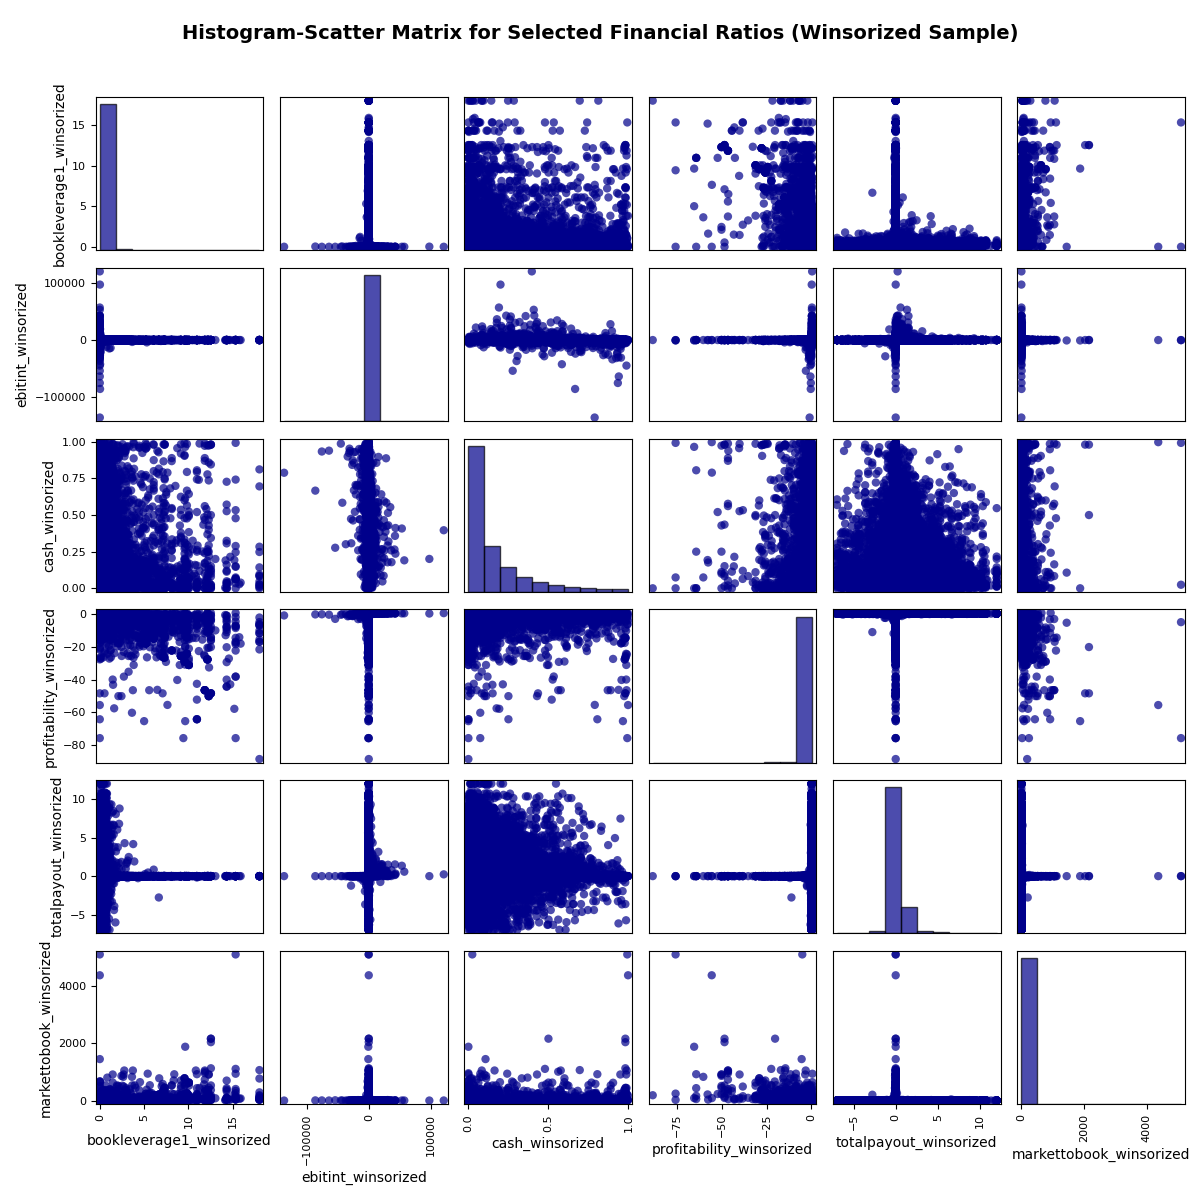 Histogram-Scatter Matrix for Selected Financial Ratios (Winsorized Sample)
bookleverage1_winsorized
15
10
5
0
ebitint_winsorized
100000
0
−100000
cash_winsorized
1.00
0.75
0.50
0.25
0.00
profitability_winsorized
0
−20
−40
−60
−80
totalpayout_winsorized
10
5
0
−5
markettobook_winsorized
4000
2000
0
0 5 10 15
bookleverage1_winsorized
−100000 0 100000
ebitint_winsorized
0.0 0.5 1.0
cash_winsorized
−75 −50 −25 0
profitability_winsorized
−5 0 5 10
totalpayout_winsorized
0 2000 4000
markettobook_winsorized